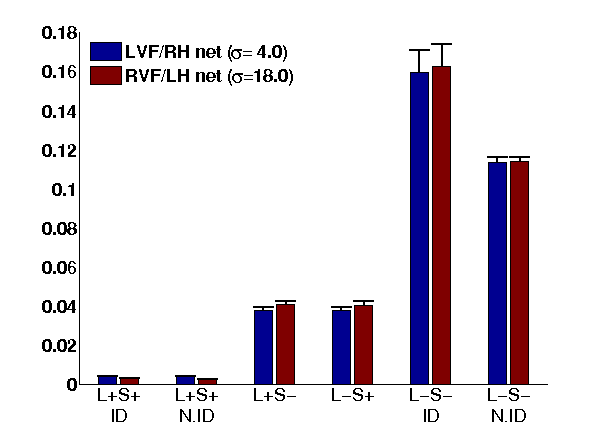 0.18
LVF/RH net (σ= 4.0)
RVF/LH net (σ=18.0)
0.16
0.14
0.12
0.1
0.08
0.06
0.04
0.02
0
L+S+ L+S+ L+S− L−S+ L−S− L−S−
ID N.ID ID N.ID